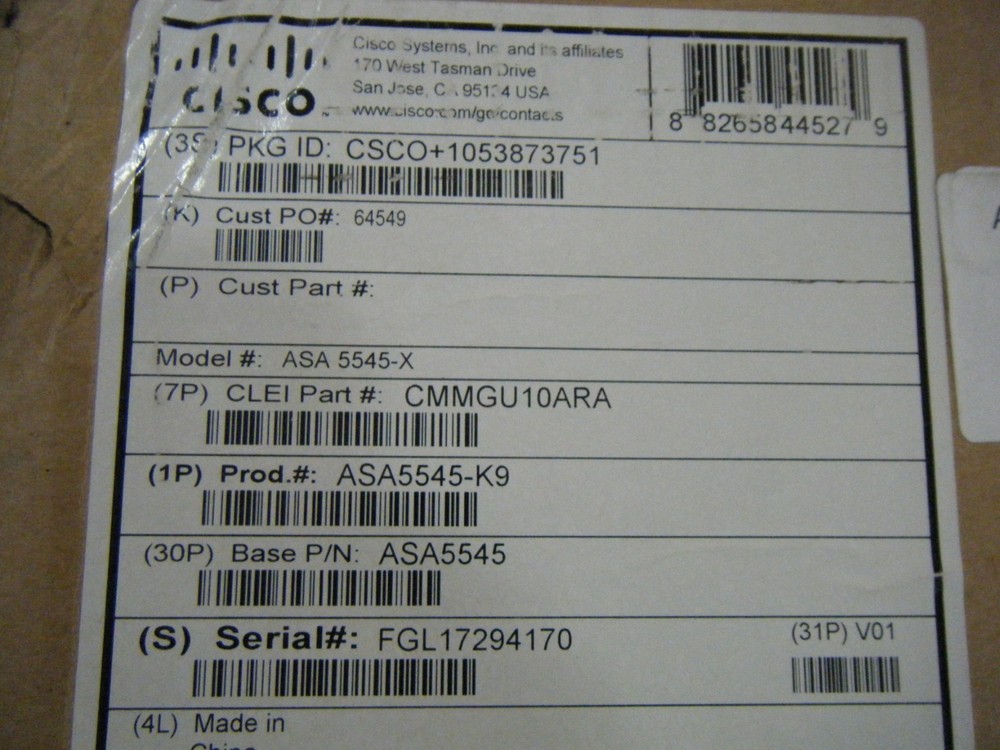 CISCO
Cisco Systems, Inc. and its affiliates
170 West Tasman Drive
San Jose, CA 95134 USA
www.cisco.com/go/contacts
8 8265844527 9
(3S) PKG ID: CSCO+1053873751
(K) Cust PO#: 64549
(P) Cust Part #:
Model #: ASA 5545-X
(7P) CLEI Part #: CMMGU10ARA
(1P) Prod.#: ASA5545-K9
(30P) Base P/N: ASA5545
(S) Serial#: FGL17294170
(31P) V01
(4L) Made in
China